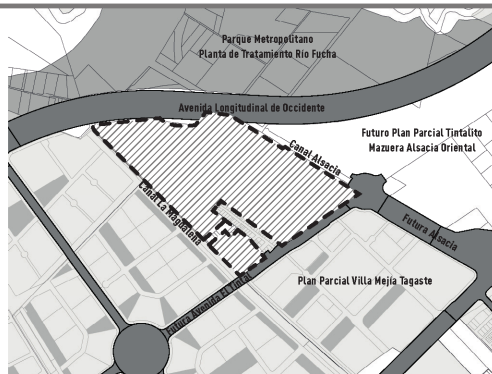 Parque Metropolitano
Planta de Tratamiento Río Fucha
Avenida Longitudinal de Occidente
Canal Alsacia
Futuro Plan Parcial Tintalito
Mazuera Alsacia Oriental
Canal La Magdalena
Futura Alsacia
Plan Parcial Villa Mejía Tagaste
Futura Avenida El Tintal